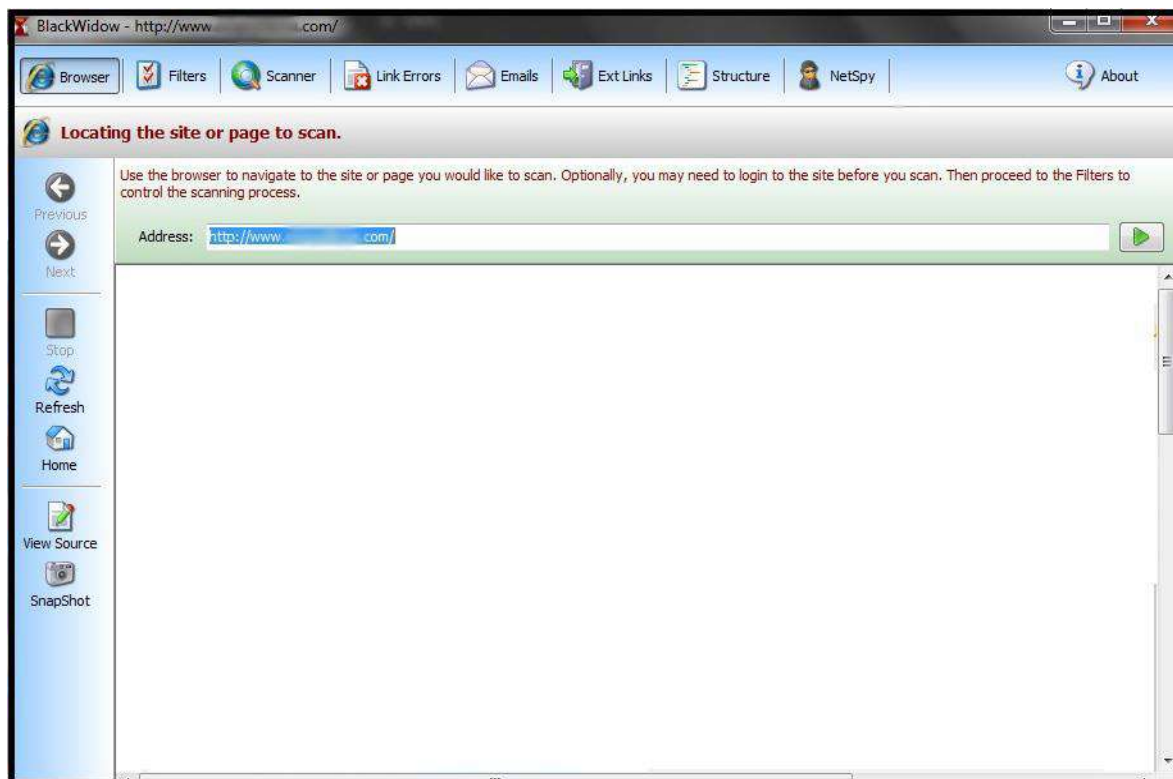 BlackWidow - http://www .com/
Browser Filters Scanner Link Errors Emails Ext Links Structure NetSpy About
Locating the site or page to scan.
Use the browser to navigate to the site or page you would like to scan. Optionally, you may need to login to the site before you scan. Then proceed to the Filters to
control the scanning process.
Address: http://www .com/
Previous
Next
Stop
Refresh
Home
View Source
SnapShot